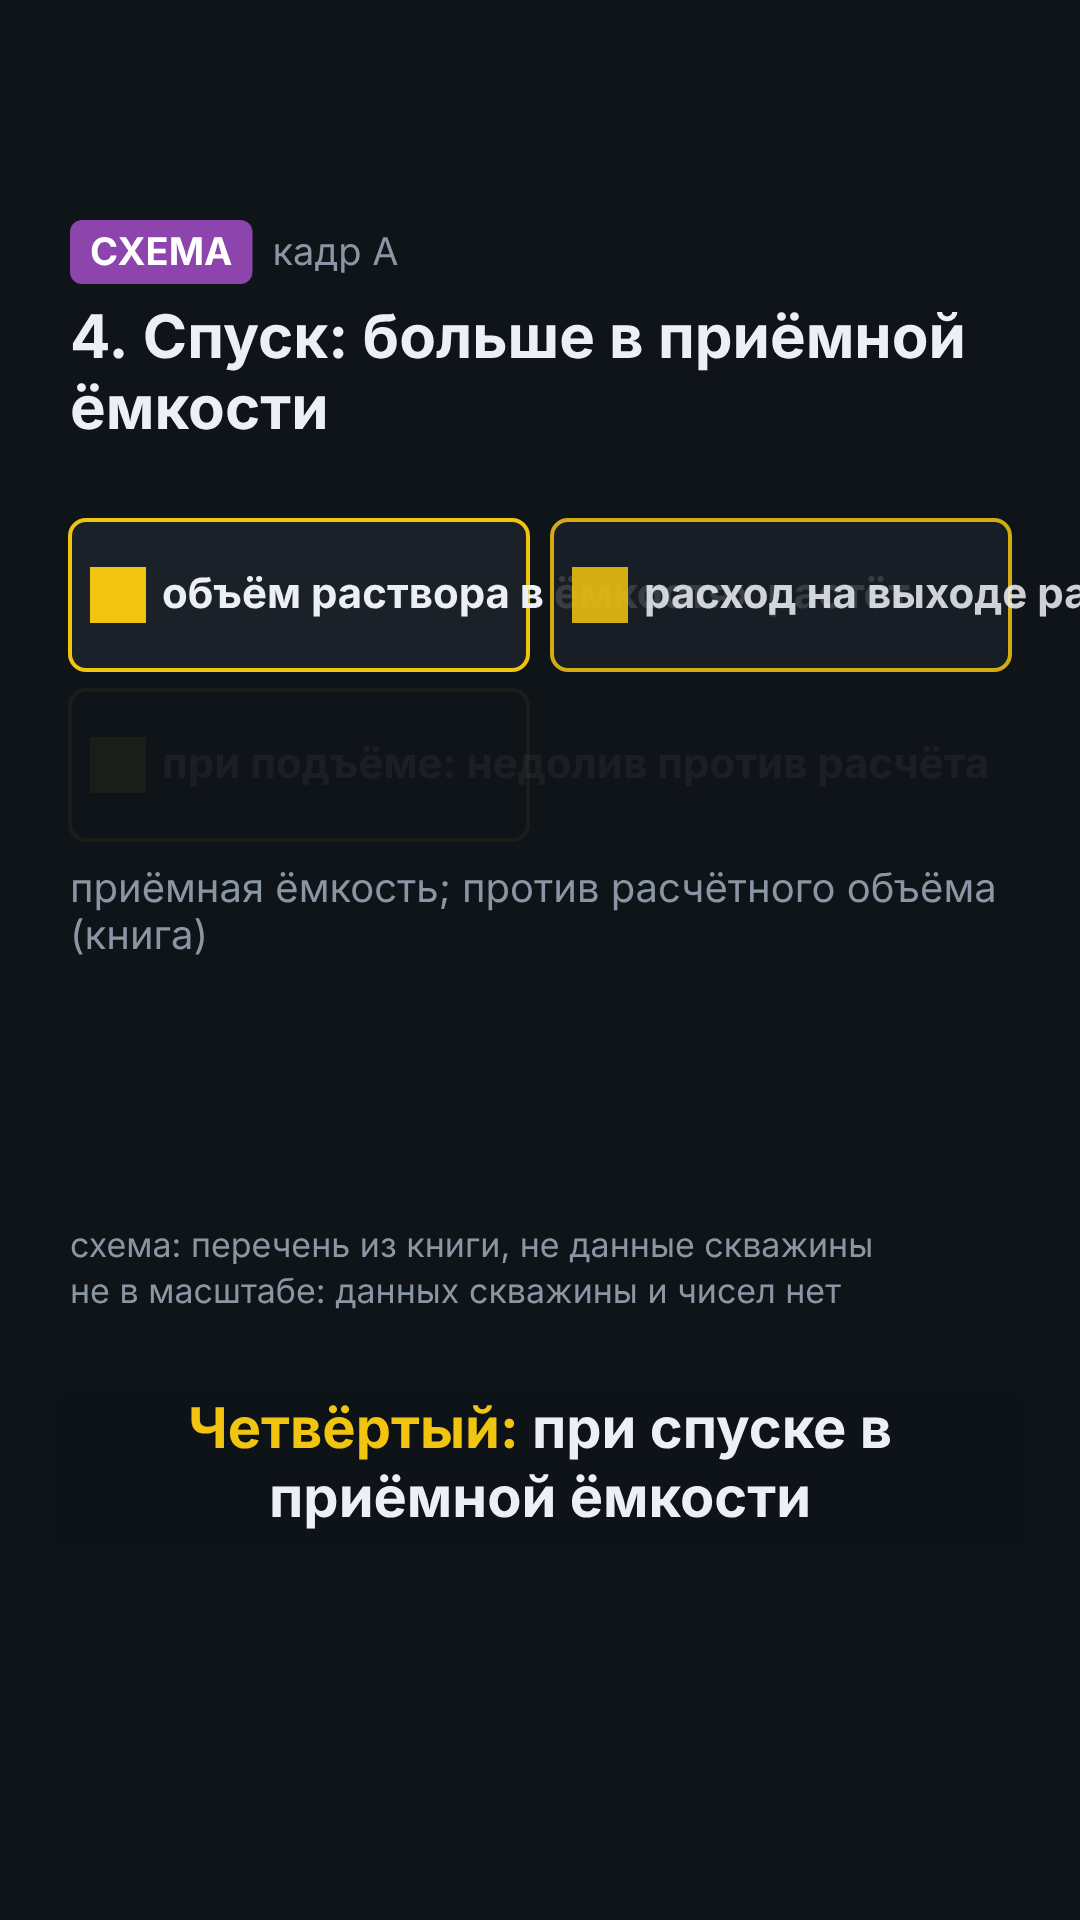 СХЕМА кадр А
4. Спуск: больше в приёмной
ёмкости
объём раствора в
расход на выходе
при подъёме: недолив против расчёта
приёмная ёмкость; против расчётного объёма
(книга)
схема: перечень из книги, не данные скважины
не в масштабе: данных скважины и чисел нет
Четвёртый: при спуске в
приёмной ёмкости